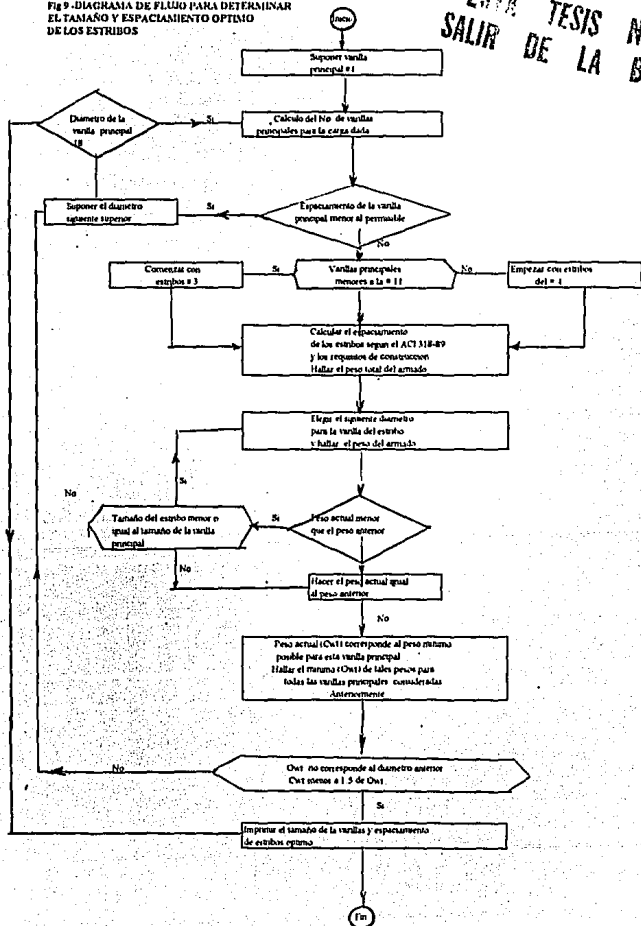 Fig 9 -DIAGRAMA DE FLUJO PARA DETERMINAR
EL TAMAÑO Y ESPACIAMIENTO OPTIMO
DE LOS ESTRIBOS
TESIS
SALIR DE LA
Inicio
Suponer varilla
principal #1
Diametro de la
varilla principal
18
Si
Calculo del No de varillas
principales para la carga dada
Suponer el diametro
siguiente superior
Si
Espaciamiento de la varilla
principal menor al permisible
No
Comenzar con
estribos # 3
Si
Varillas principales
menores a la # 11
No
Empezar con estribos
del #
Calcular el espaciamiento
de los estribos segun el ACI 318-89
y los requisitos de construccion
Hallar el peso total del armado
Elegir el siguiente diametro
para la varilla del estribo
y hallar el peso del armado
Si
No
Tamaño del estribo menor o
igual al tamaño de la varilla
principal
Si
Peso actual menor
que el peso anterior
No
Hacer el peso actual igual
al peso anterior
No
Peso actual (Cwt) corresponde al peso minimo
posible para esta varilla principal
Hallar el minimo (Owt) de tales pesos para
todas las varillas principales consideradas
Anteriormente
No
Owt no corresponde al diametro anterior
Cwt menor a 1.5 de Owt
Si
Imprimir el tamaño de la varillas y espaciamiento
de estribos optimo
Fin